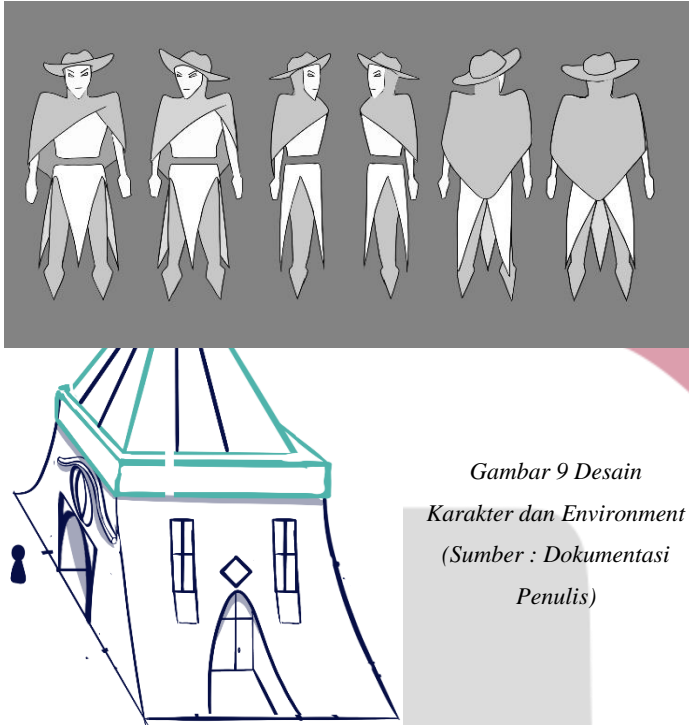 Gambar 9 Desain
Karakter dan Environment
(Sumber : Dokumentasi
Penulis)